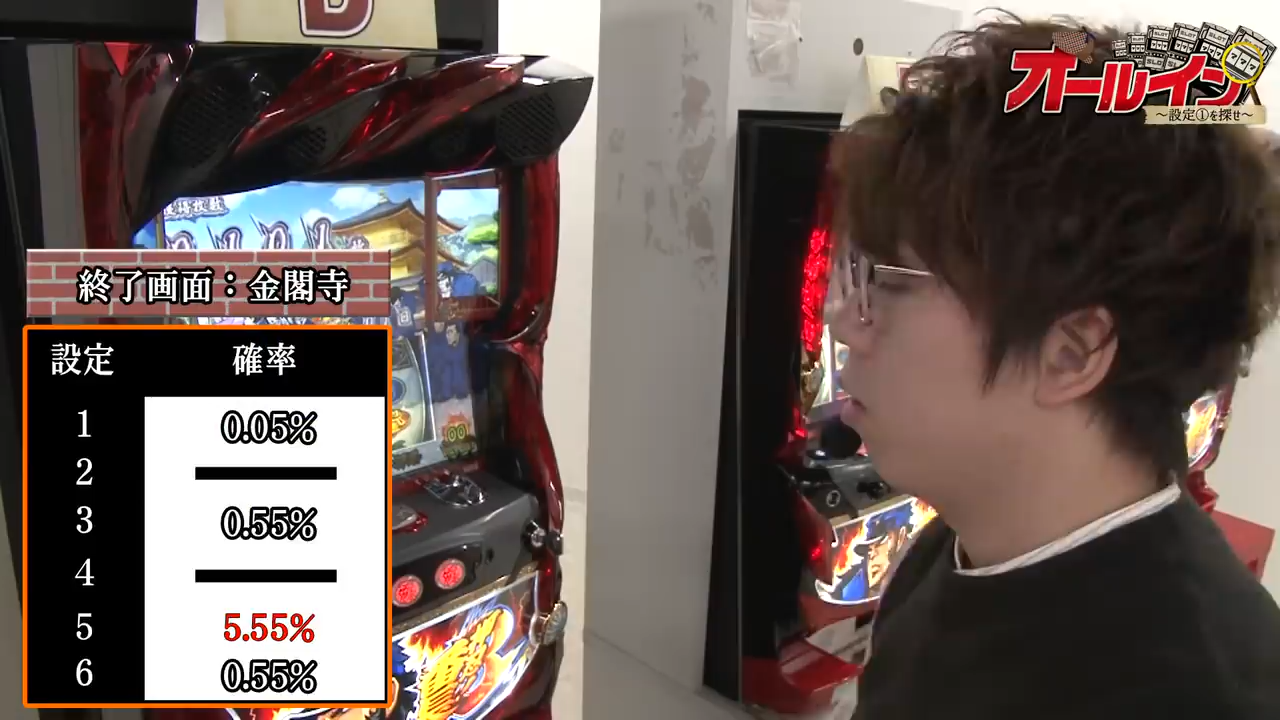 B
オールイン
～設定①を探せ～
終了画面：金閣寺
設定 確率
1 0.05%
2 ━━
3 0.55%
4 ━━
5 5.55%
6 0.55%